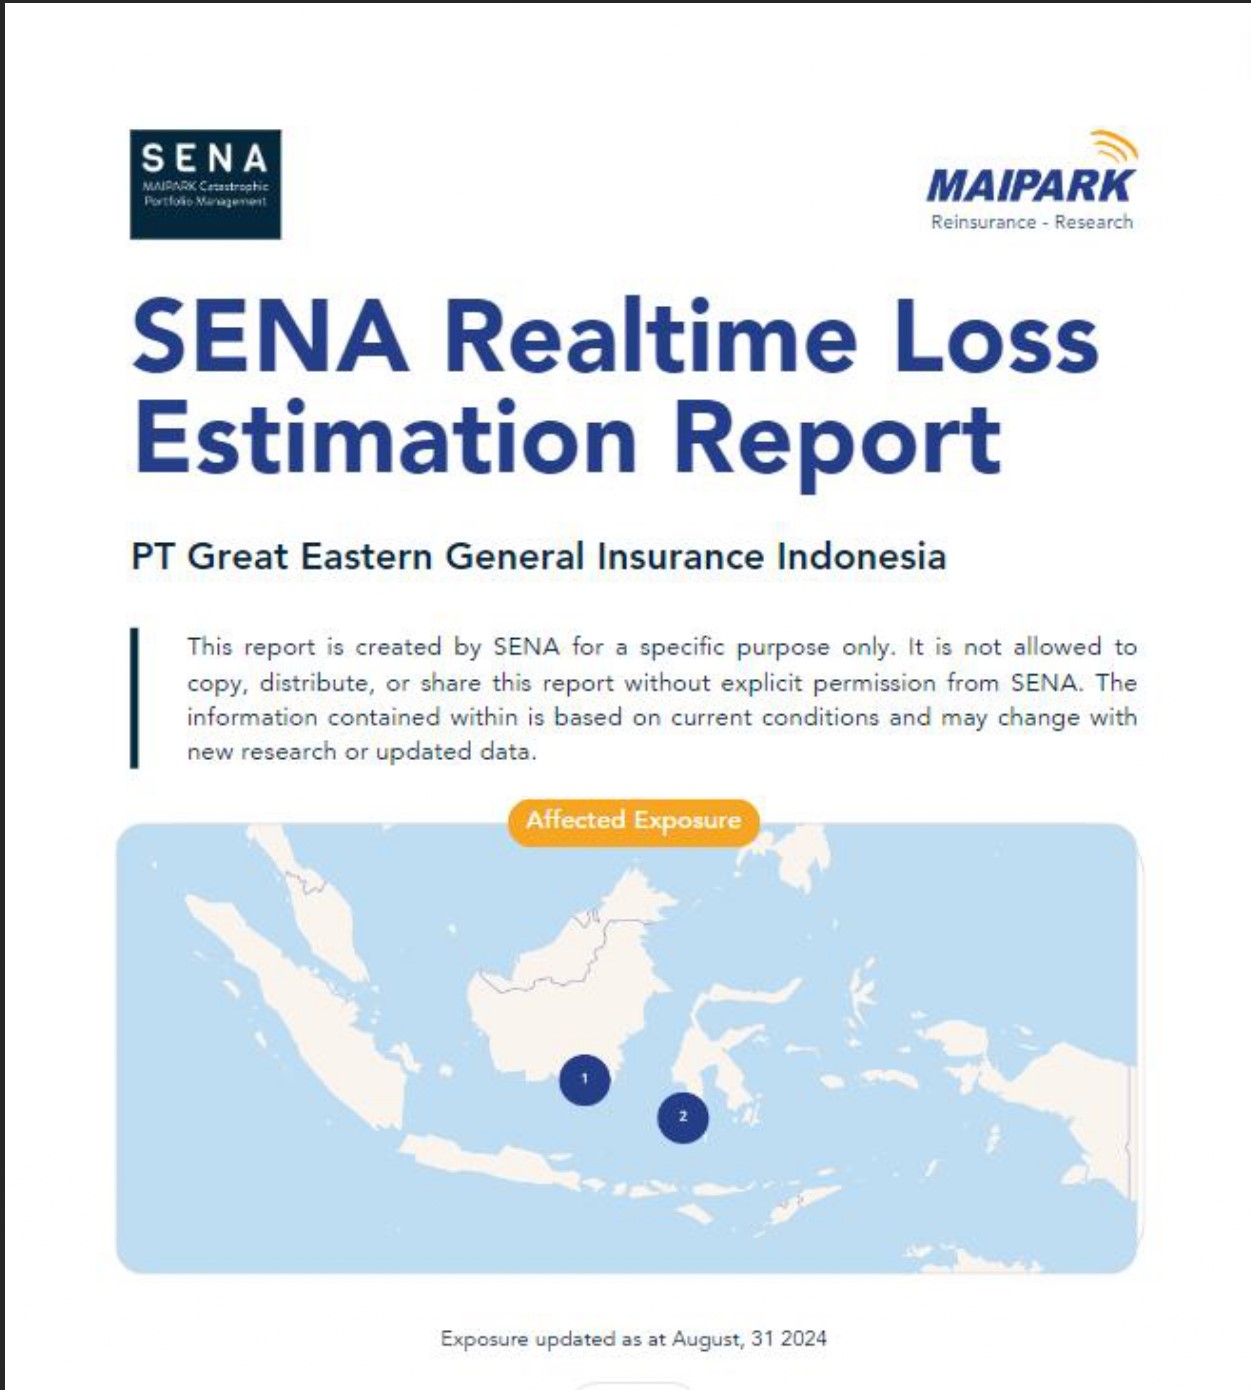 SENA
MAIPARK Catastrophic
Portfolio Management
MAIPARK
Reinsurance - Research
SENA Realtime Loss
Estimation Report
PT Great Eastern General Insurance Indonesia
This report is created by SENA for a specific purpose only. It is not allowed to
copy, distribute, or share this report without explicit permission from SENA. The
information contained within is based on current conditions and may change with
new research or updated data.
Affected Exposure
1
2
Exposure updated as at August, 31 2024